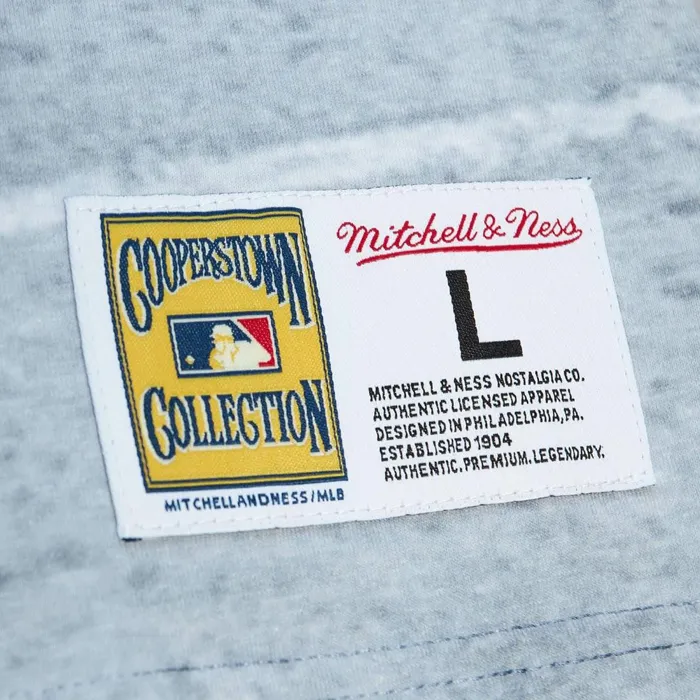 COOPERSTOWN
COLLECTION
MITCHELLANDNESS/MLB
Mitchell & Ness
L
MITCHELL & NESS NOSTALGIA CO.
AUTHENTIC LICENSED APPAREL
DESIGNED IN PHILADELPHIA, PA.
ESTABLISHED 1904
AUTHENTIC. PREMIUM. LEGENDARY.